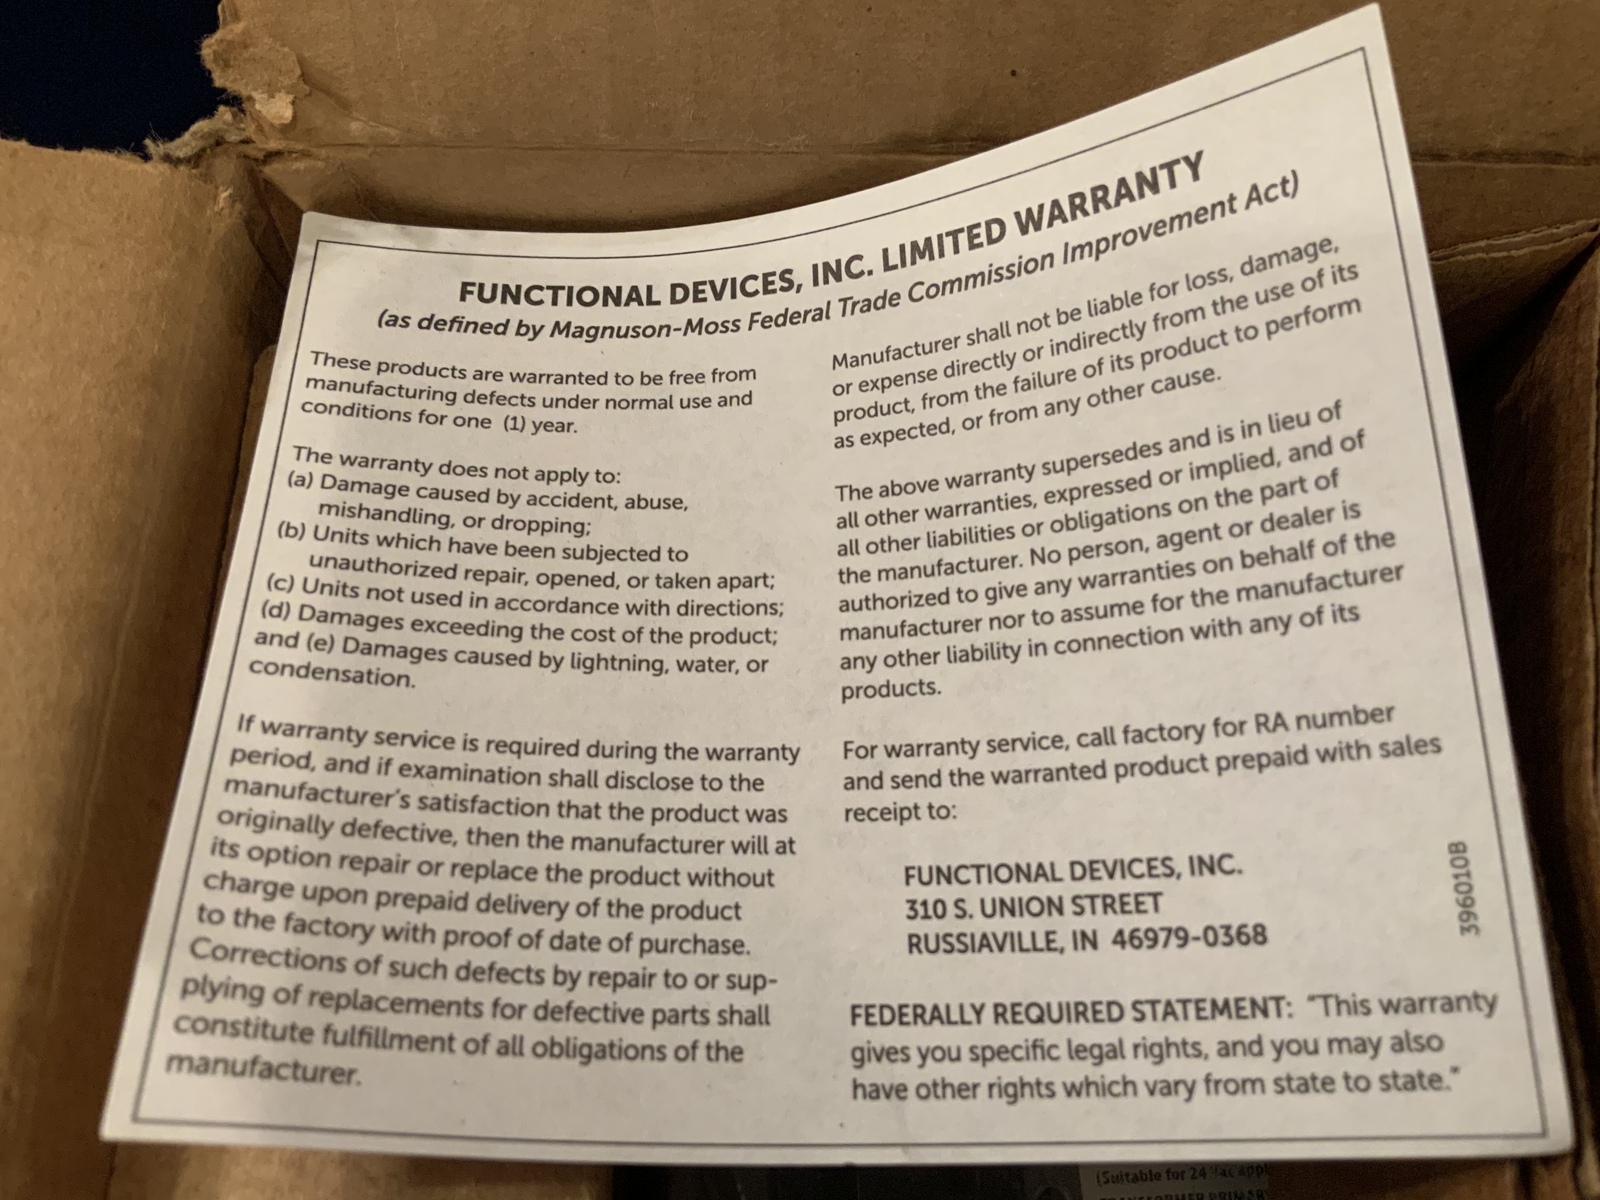 FUNCTIONAL DEVICES, INC. LIMITED WARRANTY
(as defined by Magnuson-Moss Federal Trade Commission Improvement Act)
These products are warranted to be free from
manufacturing defects under normal use and
conditions for one (1) year.
The warranty does not apply to:
(a) Damage caused by accident, abuse,
mishandling, or dropping;
(b) Units which have been subjected to
unauthorized repair, opened, or taken apart;
(c) Units not used in accordance with directions;
(d) Damages exceeding the cost of the product;
and (e) Damages caused by lightning, water, or
condensation.
If warranty service is required during the warranty
period, and if examination shall disclose to the
manufacturer's satisfaction that the product was
originally defective, then the manufacturer will at
its option repair or replace the product without
charge upon prepaid delivery of the product
to the factory with proof of date of purchase.
Corrections of such defects by repair to or sup-
plying of replacements for defective parts shall
constitute fulfillment of all obligations of the
manufacturer.
Manufacturer shall not be liable for loss, damage,
or expense directly or indirectly from the use of its
product, from the failure of its product to perform
as expected, or from any other cause.
The above warranty supersedes and is in lieu of
all other warranties, expressed or implied, and of
all other liabilities or obligations on the part of
the manufacturer. No person, agent or dealer is
authorized to give any warranties on behalf of the
manufacturer nor to assume for the manufacturer
any other liability in connection with any of its
products.
For warranty service, call factory for RA number
and send the warranted product prepaid with sales
receipt to:
FUNCTIONAL DEVICES, INC.
310 S. UNION STREET
RUSSIAVILLE, IN 46979-0368
396010B
FEDERALLY REQUIRED STATEMENT: "This warranty
gives you specific legal rights, and you may also
have other rights which vary from state to state."
(Suitable for 24